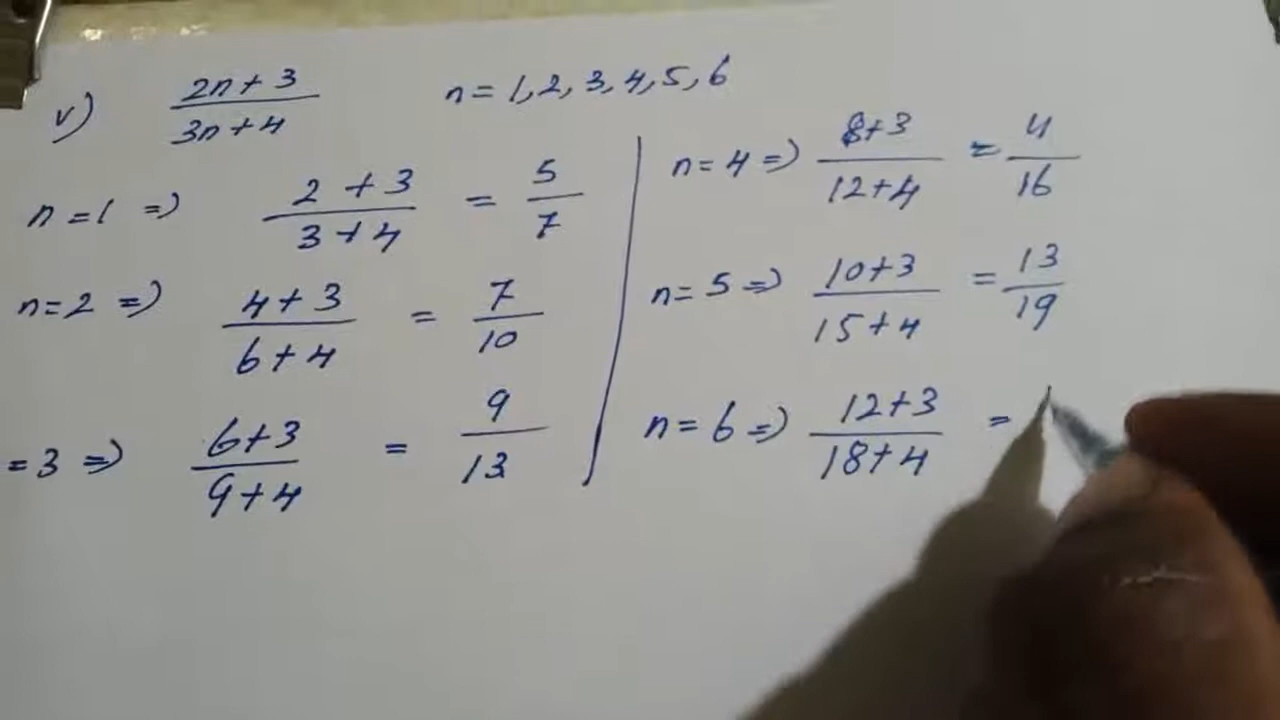 v) (2n + 3)/(3n + 4) n = 1, 2, 3, 4, 5, 6
n = 1 => (2 + 3)/(3 + 4) = 5/7
n = 2 => (4 + 3)/(6 + 4) = 7/10
= 3 => (6 + 3)/(9 + 4) = 9/13
n = 4 => (8 + 3)/(12 + 4) = 11/16
n = 5 => (10 + 3)/(15 + 4) = 13/19
n = 6 => (12 + 3)/(18 + 4) =